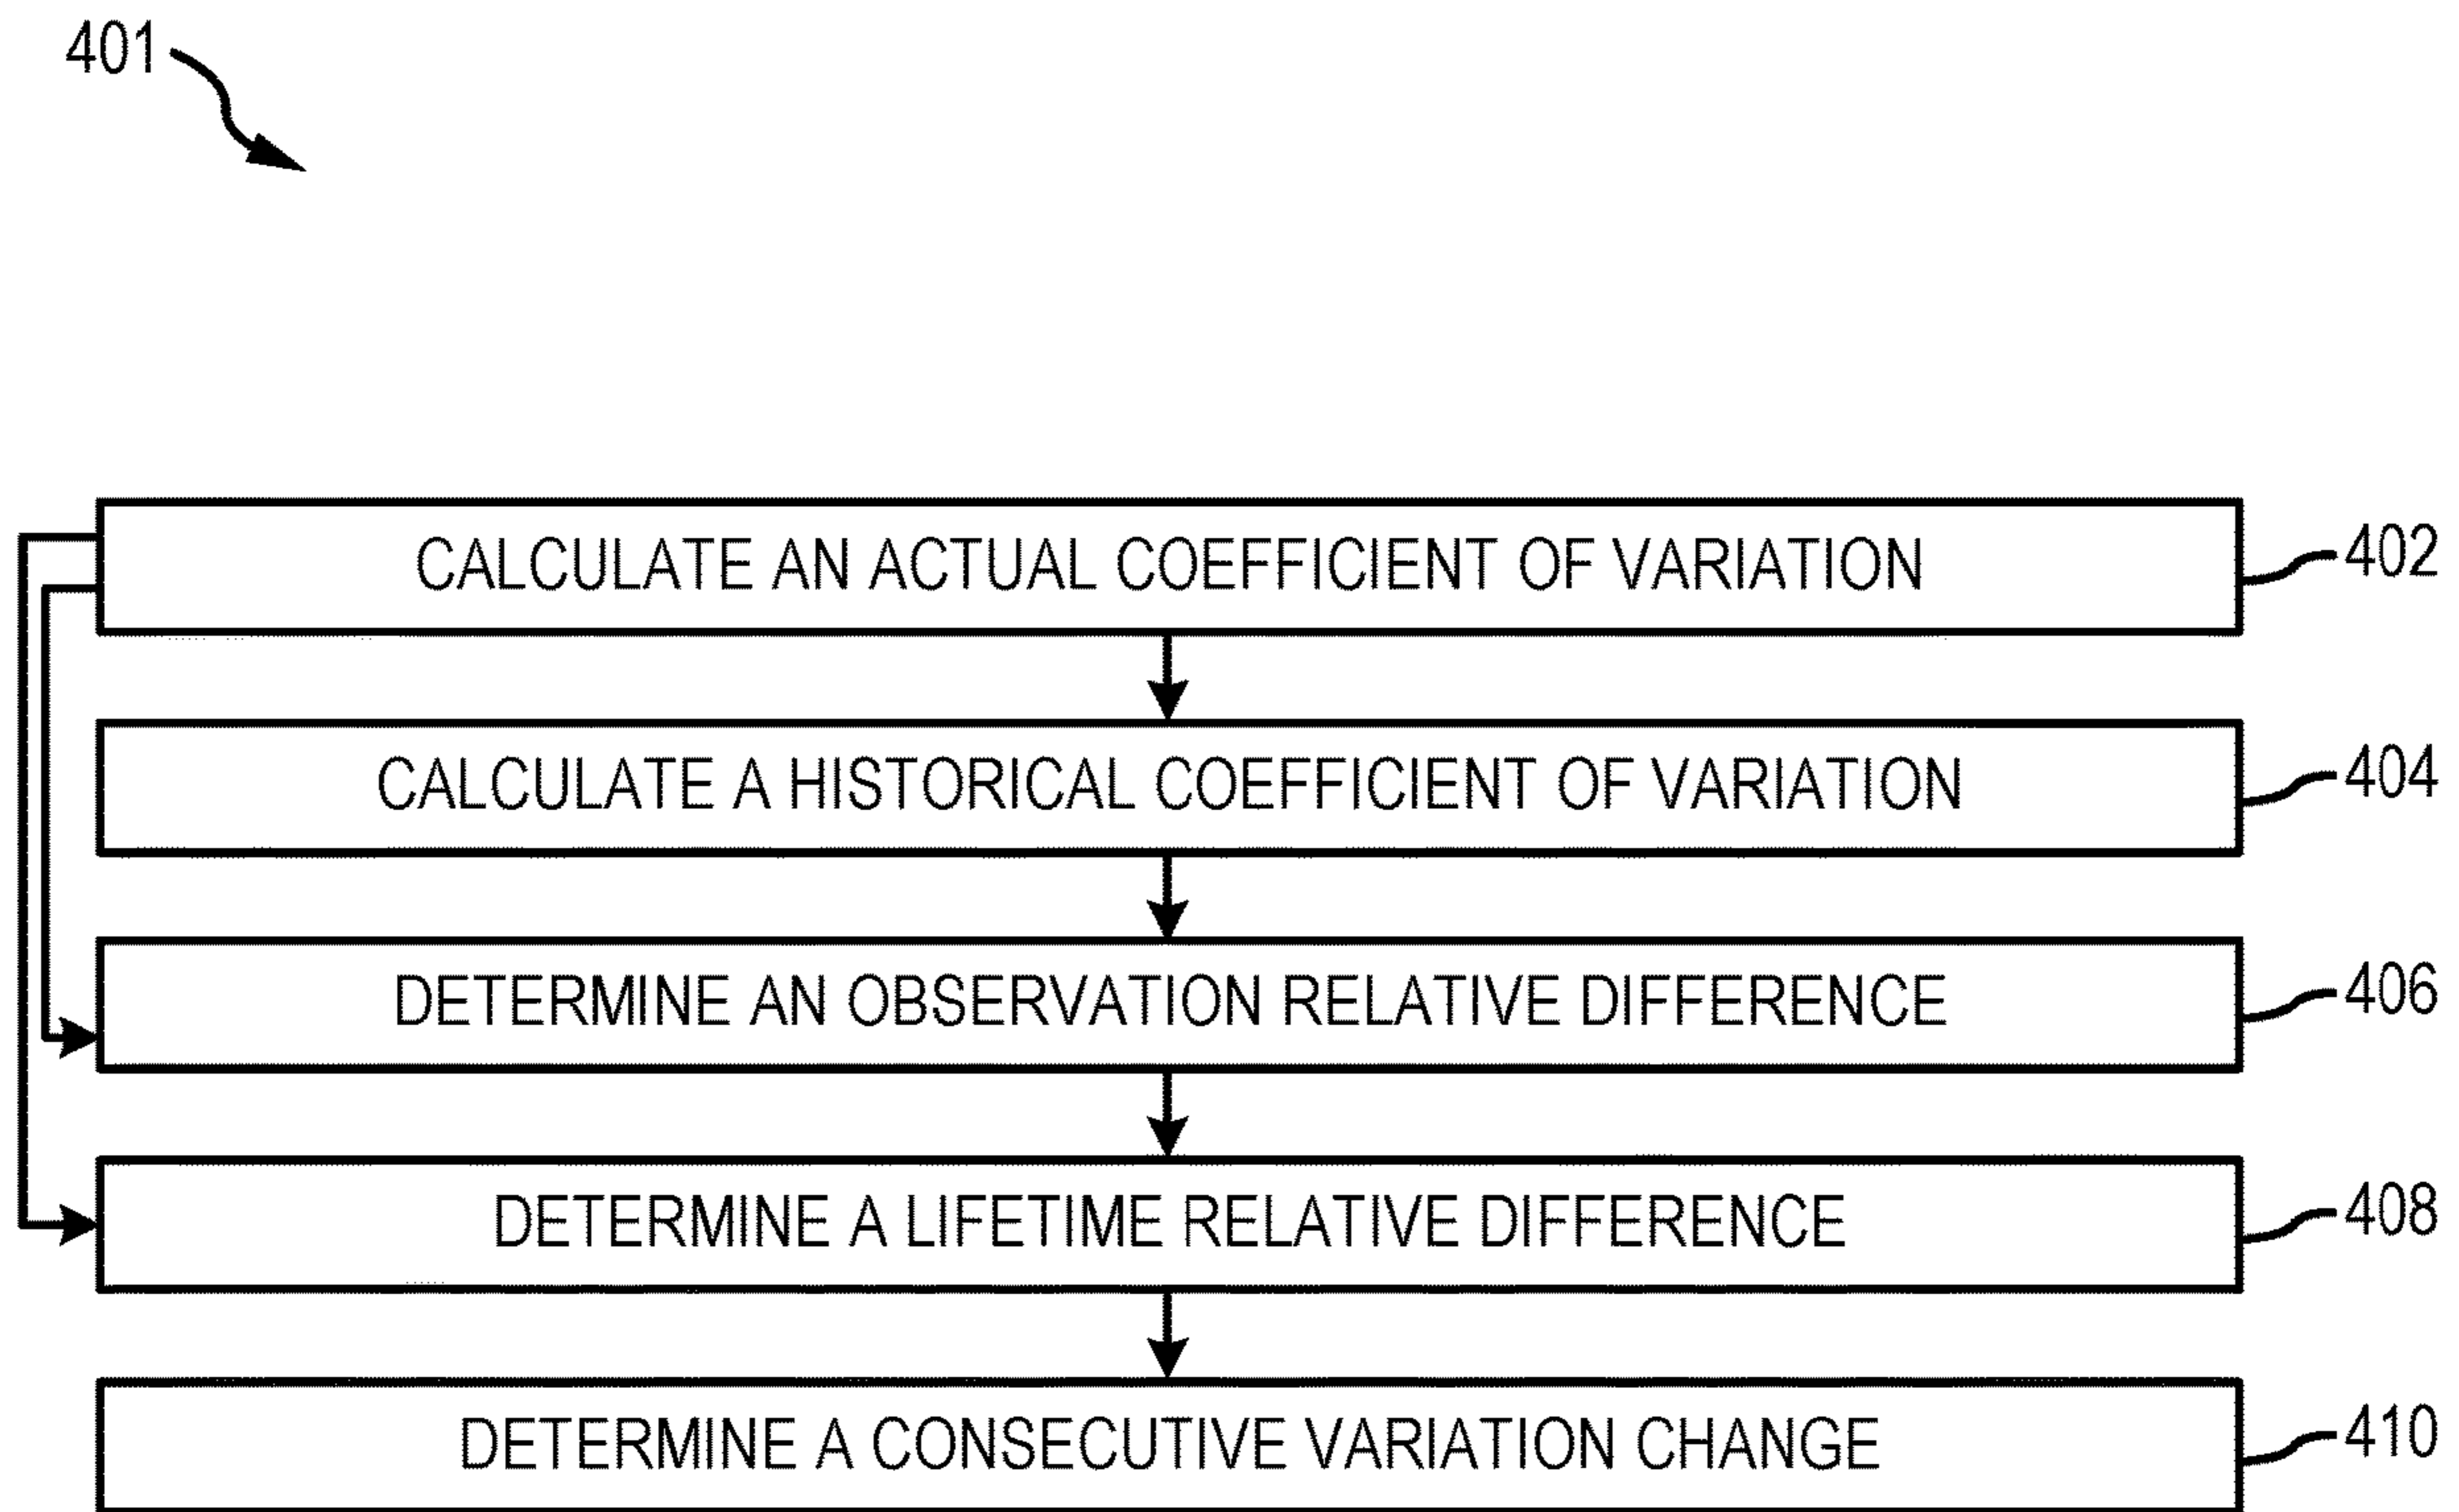 401
CALCULATE AN ACTUAL COEFFICIENT OF VARIATION
402
CALCULATE A HISTORICAL COEFFICIENT OF VARIATION
404
DETERMINE AN OBSERVATION RELATIVE DIFFERENCE
406
DETERMINE A LIFETIME RELATIVE DIFFERENCE
408
DETERMINE A CONSECUTIVE VARIATION CHANGE
410